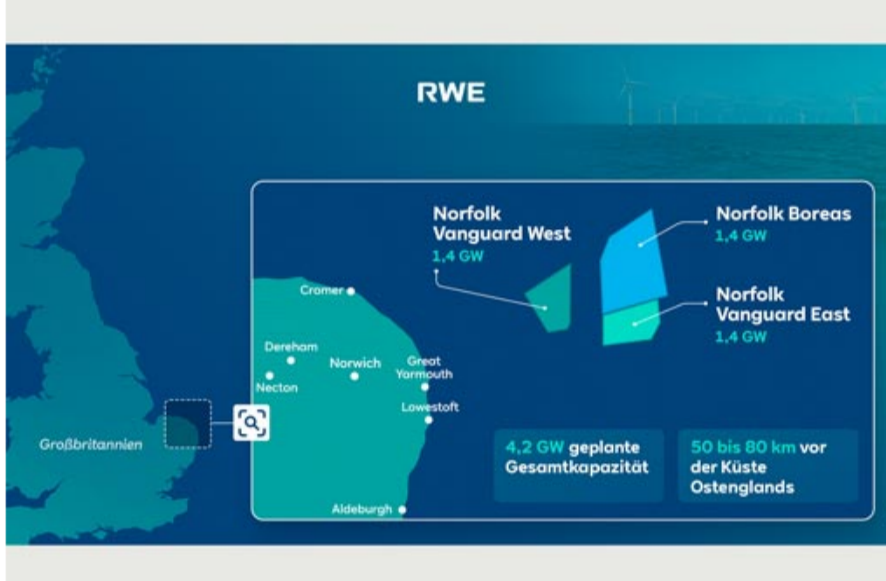 RWE
Norfolk
Vanguard West
1,4 GW
Norfolk Boreas
1,4 GW
Norfolk
Vanguard East
1,4 GW
Cromer
Dereham
Necton
Norwich
Great
Yarmouth
Lowestoft
Aldeburgh
Großbritannien
4,2 GW geplante
Gesamtkapazität
50 bis 80 km vor
der Küste
Ostenglands